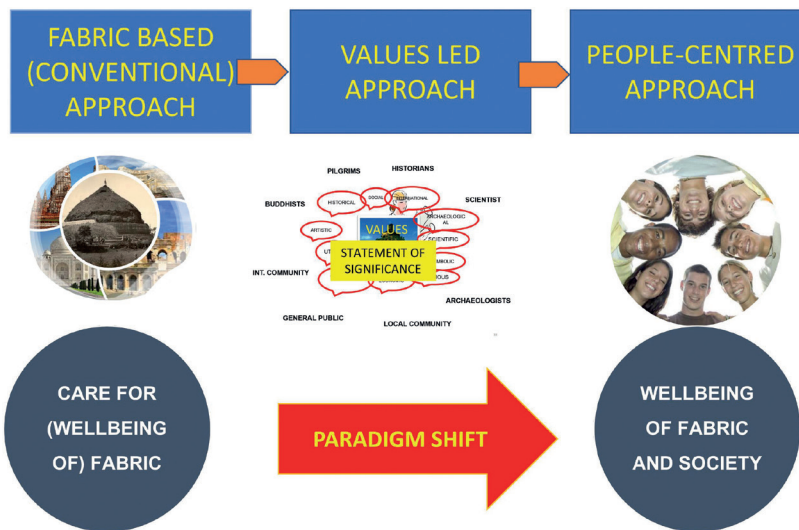 FABRIC BASED
(CONVENTIONAL)
APPROACH
VALUES LED
APPROACH
PEOPLE-CENTRED
APPROACH
PILGRIMS
HISTORIANS
BUDDHISTS
HISTORICAL
SOCIAL
SCIENTIST
ARCHAEOLOGIC
AL
ARTISTIC
VALUES
SCIENTIFIC
STATEMENT OF
SIGNIFICANCE
INT. COMMUNITY
ARCHAEOLOGISTS
GENERAL PUBLIC
LOCAL COMMUNITY
CARE FOR
(WELLBEING
OF) FABRIC
PARADIGM SHIFT
WELLBEING
OF FABRIC
AND SOCIETY